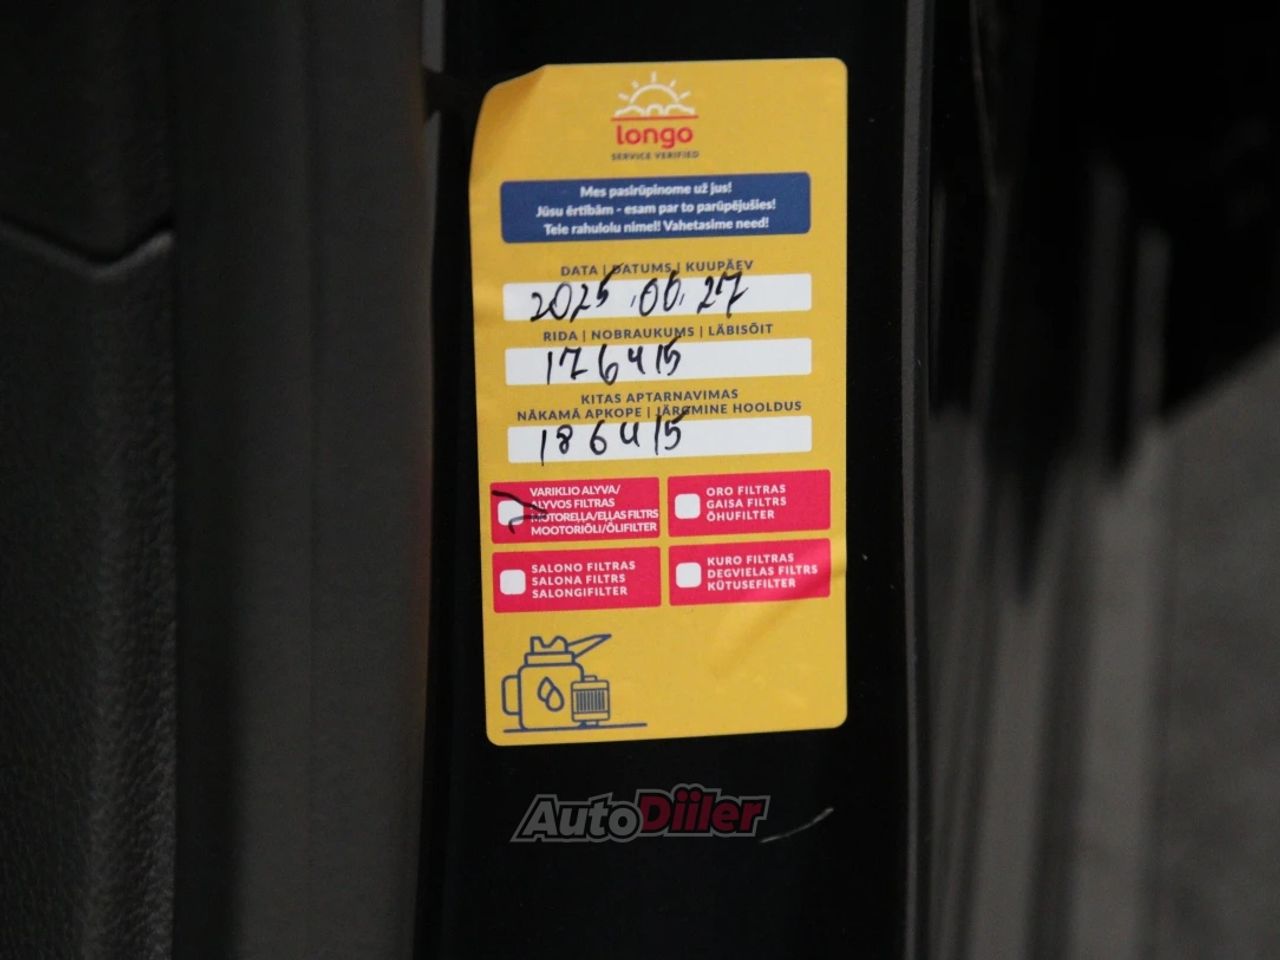 longo
SERVICE VERIFIED
Mes pasirūpinome už jus!
Jūsu ērtībām - esam par to parūpējušies!
Teie rahulolu nimel! Vahetasime need!
DATA | DATUMS | KUUPÄEV
2025.06.27
RIDA | NOBRAUKUMS | LÄBISÕIT
176415
KITAS APTARNAVIMAS
NĀKAMĀ APKOPE | JÄRGMINE HOOLDUS
186415
VARIKLIO ALYVA/
ALYVOS FILTRAS
MOTOREĻĻA/EĻĻAS FILTRS
MOOTORIÕLI/ÕLIFILTER
ORO FILTRAS
GAISA FILTRS
ÕHUFILTER
SALONO FILTRAS
SALONA FILTRS
SALONGIFILTER
KURO FILTRAS
DEGVIELAS FILTRS
KÜTUSEFILTER
AutoDiiler